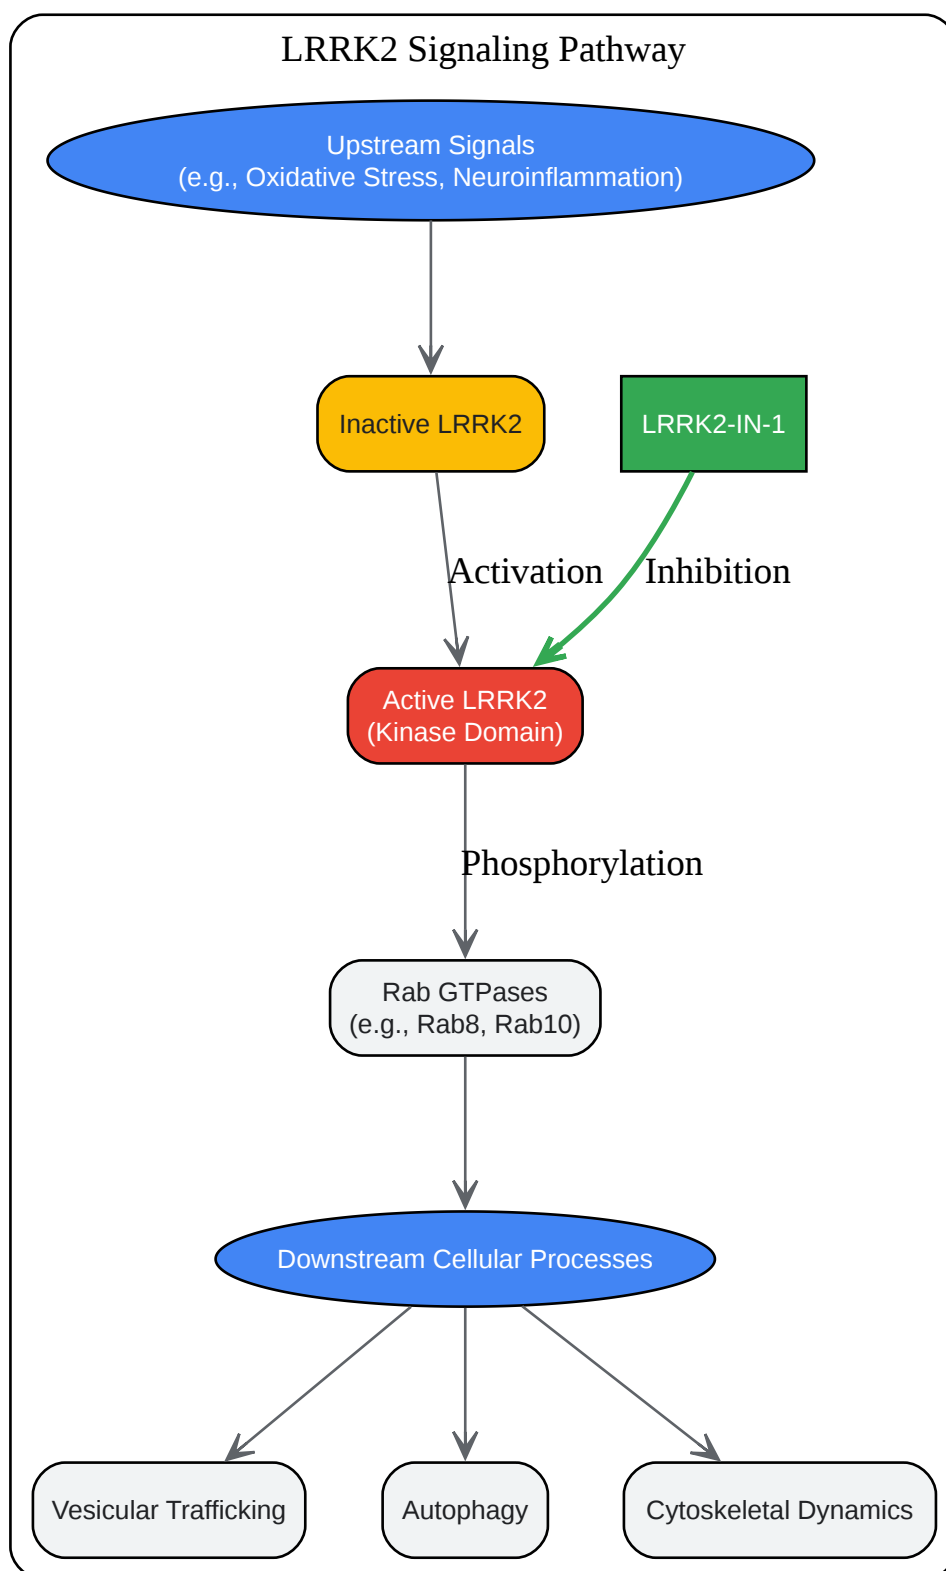 LRRK2 Signaling Pathway
Upstream Signals
(e.g., Oxidative Stress, Neuroinflammation)
Inactive LRRK2
LRRK2-IN-1
Activation
Inhibition
Active LRRK2
(Kinase Domain)
Phosphorylation
Rab GTPases
(e.g., Rab8, Rab10)
Downstream Cellular Processes
Vesicular Trafficking
Autophagy
Cytoskeletal Dynamics